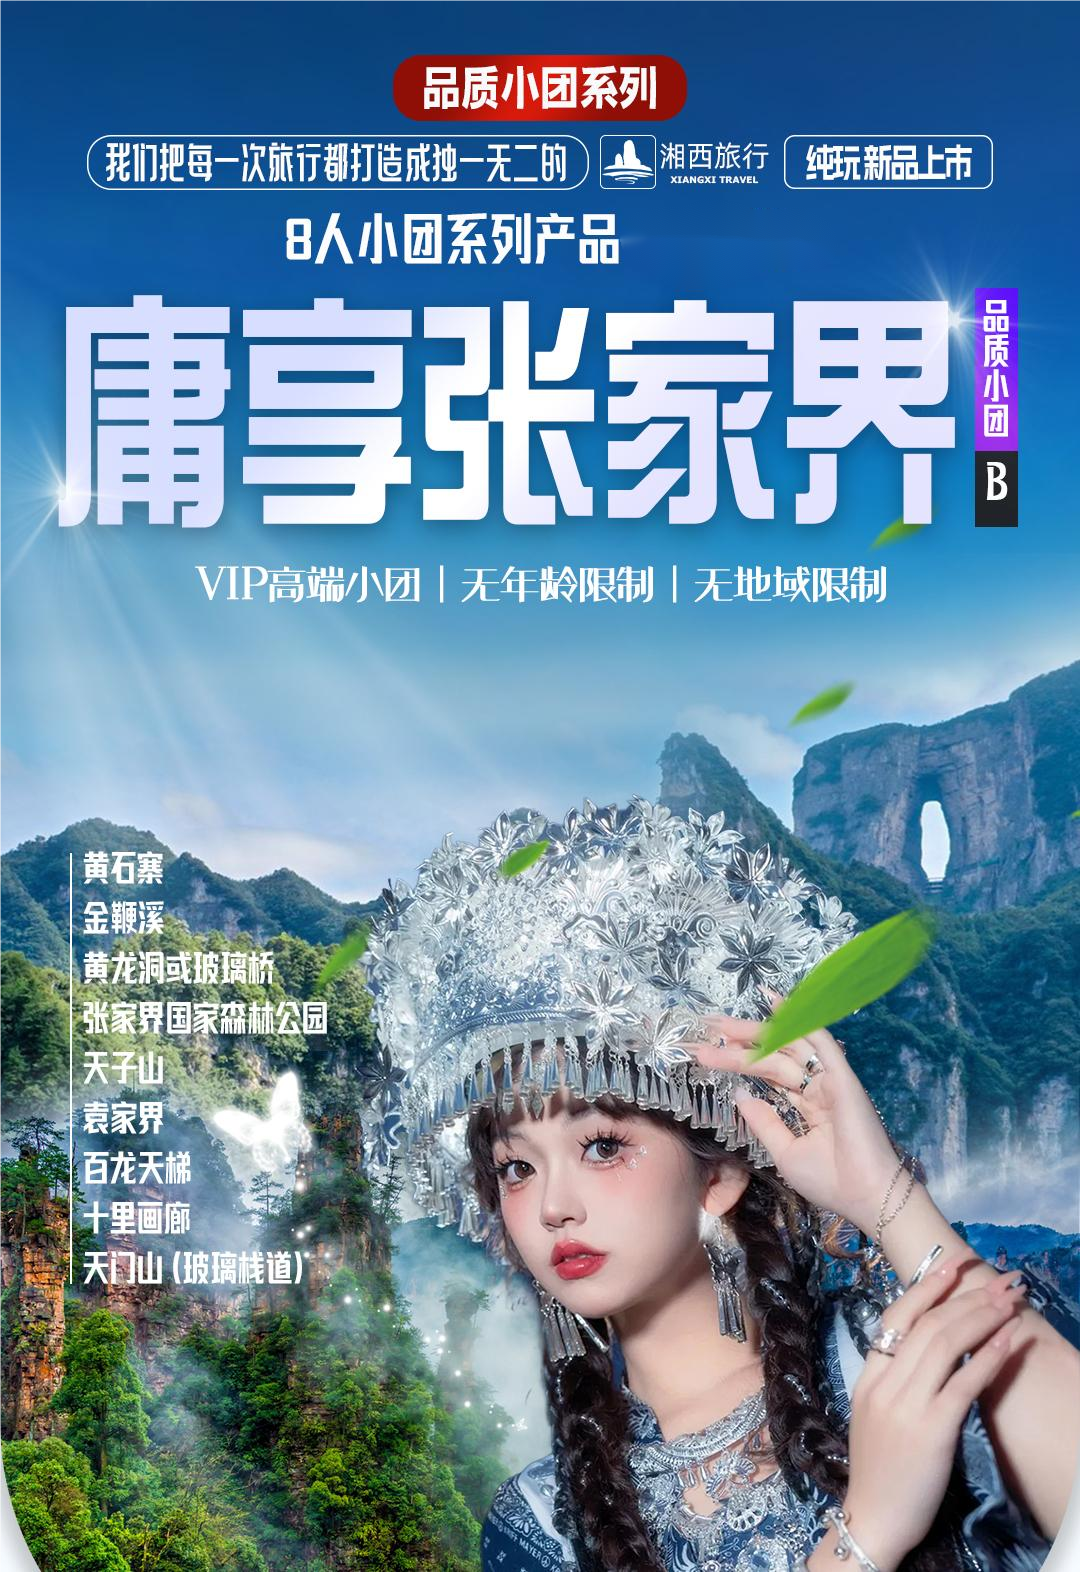 品质小团系列
我们把每一次旅行都打造成独一无二的
湘西旅行
XIANGXI TRAVEL
纯玩新品上市
8人小团系列产品
庸享张家界
品质小团
B
VIP高端小团|无年龄限制|无地域限制
黄石寨
金鞭溪
黄龙洞或玻璃桥
张家界国家森林公园
天子山
袁家界
百龙天梯
十里画廊
天门山(玻璃栈道)